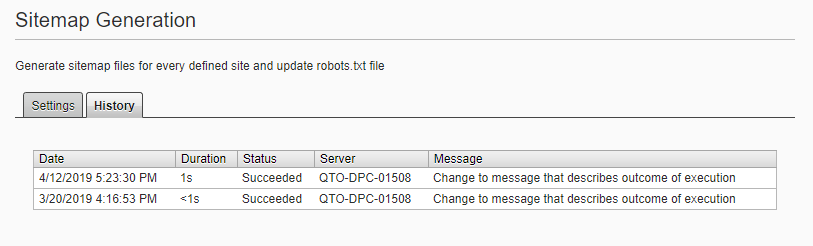 Sitemap Generation
Generate sitemap files for every defined site and update robots.txt file
Settings History
Date Duration Status Server Message
4/12/2019 5:23:30 PM 1s Succeeded QTO-DPC-01508 Change to message that describes outcome of execution
3/20/2019 4:16:53 PM <1s Succeeded QTO-DPC-01508 Change to message that describes outcome of execution